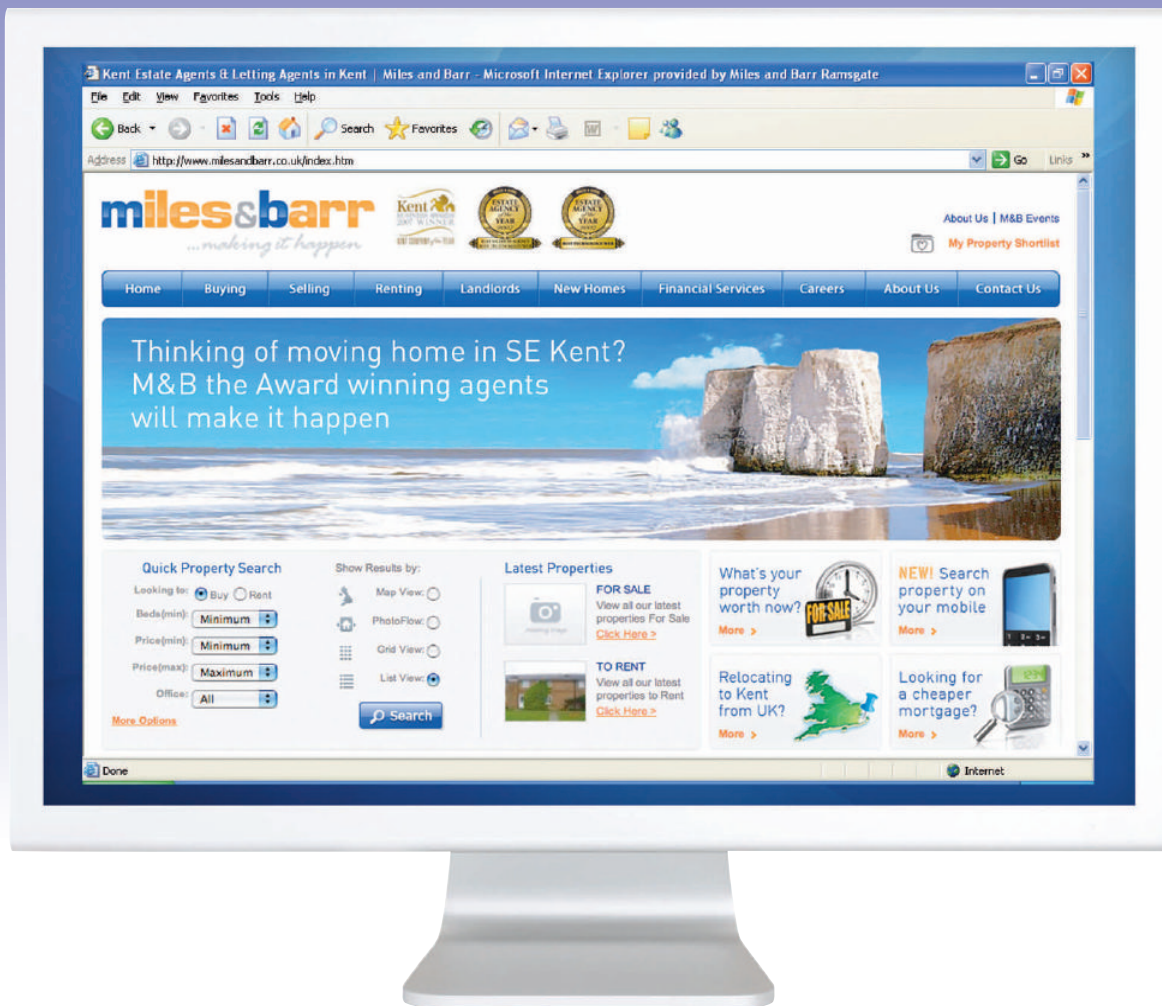 Kent Estate Agents & Letting Agents in Kent | Miles and Barr - Microsoft Internet Explorer provided by Miles and Barr Ramsgate
File Edit View Favorites Tools Help
Back Search Favorites
Address http://www.milesandbarr.co.uk/index.htm Go Links »
miles&barr
...making it happen
Kent
2007 WINNER
ESTATE
AGENCY
of the
YEAR
ESTATE
AGENCY
of the
YEAR
About Us | M&B Events
My Property Shortlist
Home Buying Selling Renting Landlords New Homes Financial Services Careers About Us Contact Us
Thinking of moving home in SE Kent?
M&B the Award winning agents
will make it happen
Quick Property Search
Looking to: Buy Rent
Beds(min): Minimum
Price(min): Minimum
Price(max): Maximum
Office: All
More Options
Show Results by:
Map View:
PhotoFlow:
Grid View:
List View:
Search
Latest Properties
FOR SALE
View all our latest
properties For Sale
Click Here >
TO RENT
View all our latest
properties to Rent
Click Here >
What's your
property
worth now?
More >
FOR SALE
NEW! Search
property on
your mobile
More >
Relocating
to Kent
from UK?
More >
Looking for
a cheaper
mortgage?
More >
Done Internet